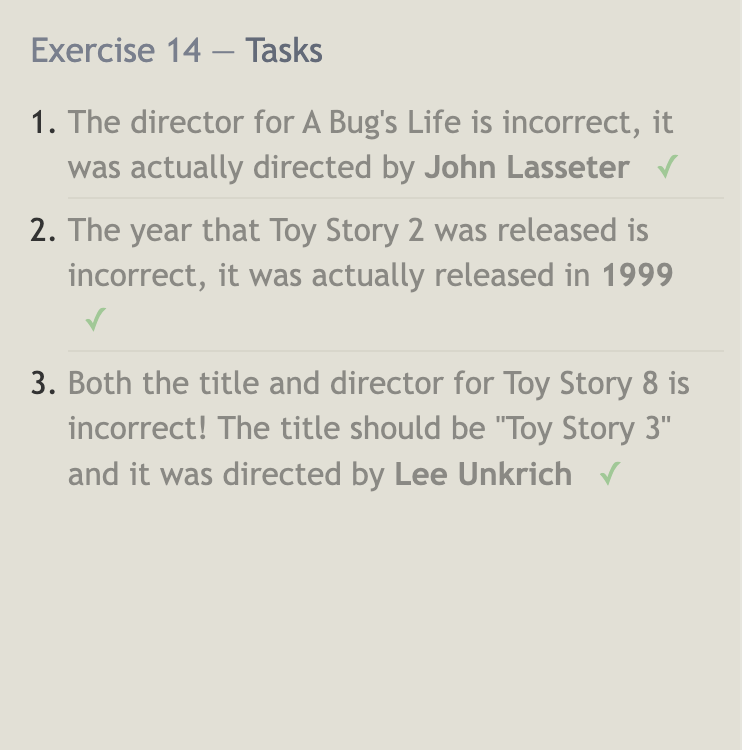 Exercise 14 — Tasks
1. The director for A Bug's Life is incorrect, it
was actually directed by John Lasseter ✓
2. The year that Toy Story 2 was released is
incorrect, it was actually released in 1999
✓
3. Both the title and director for Toy Story 8 is
incorrect! The title should be "Toy Story 3"
and it was directed by Lee Unkrich ✓